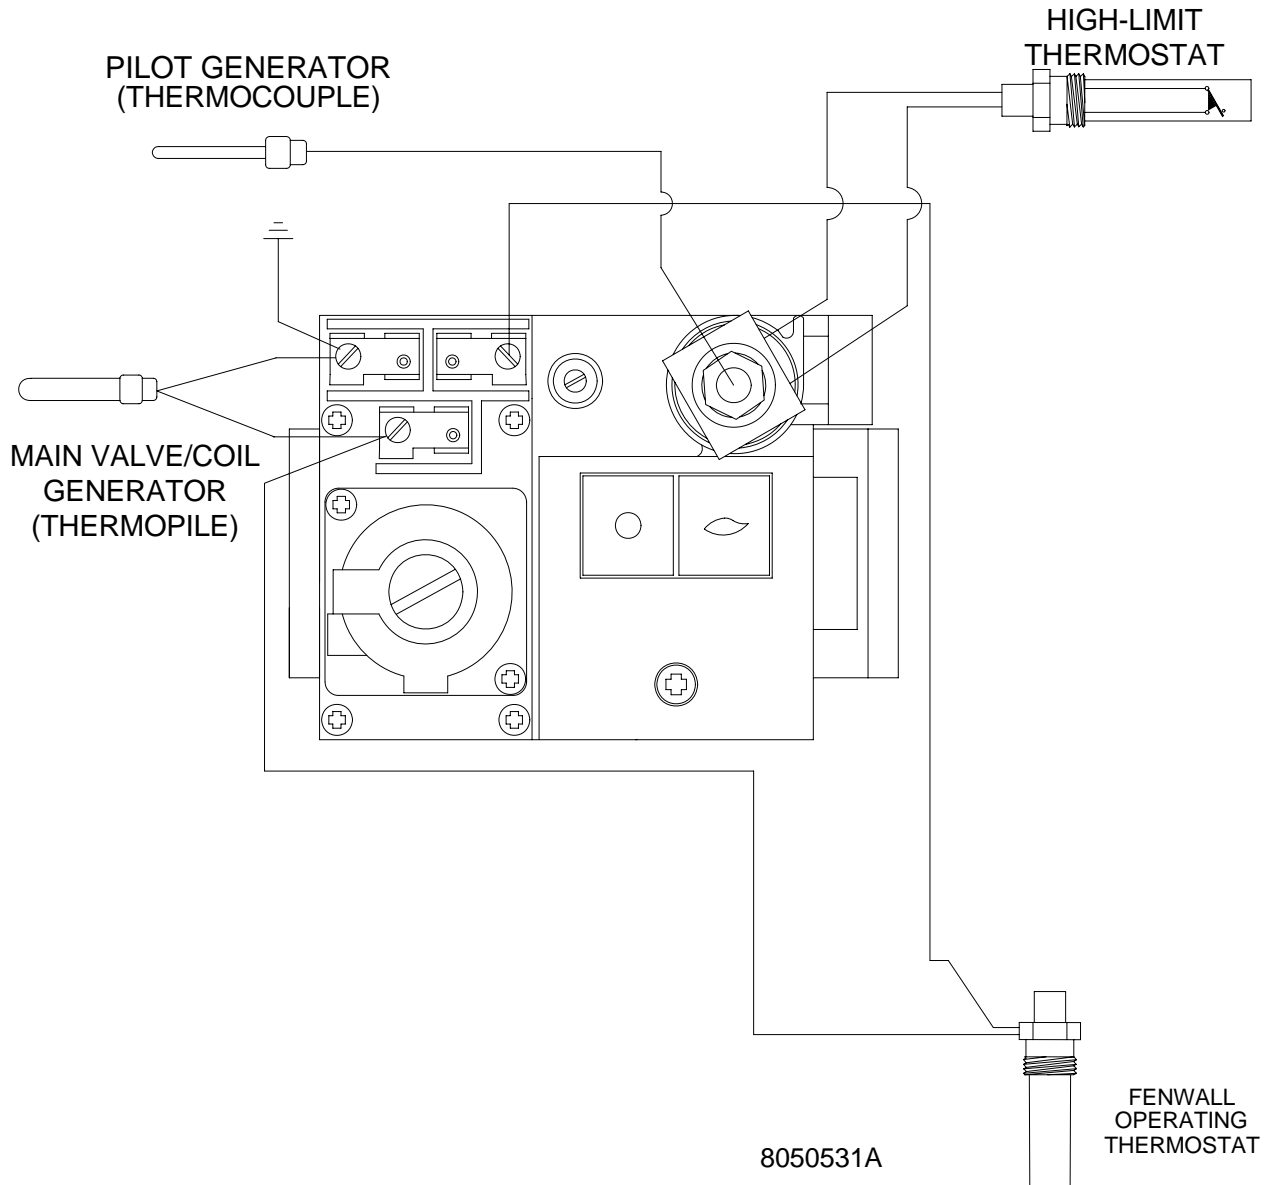 HIGH-LIMIT
THERMOSTAT
PILOT GENERATOR
(THERMOCOUPLE)
MAIN VALVE/COIL
GENERATOR
(THERMOPILE)
FENWALL
OPERATING
THERMOSTAT
8050531A